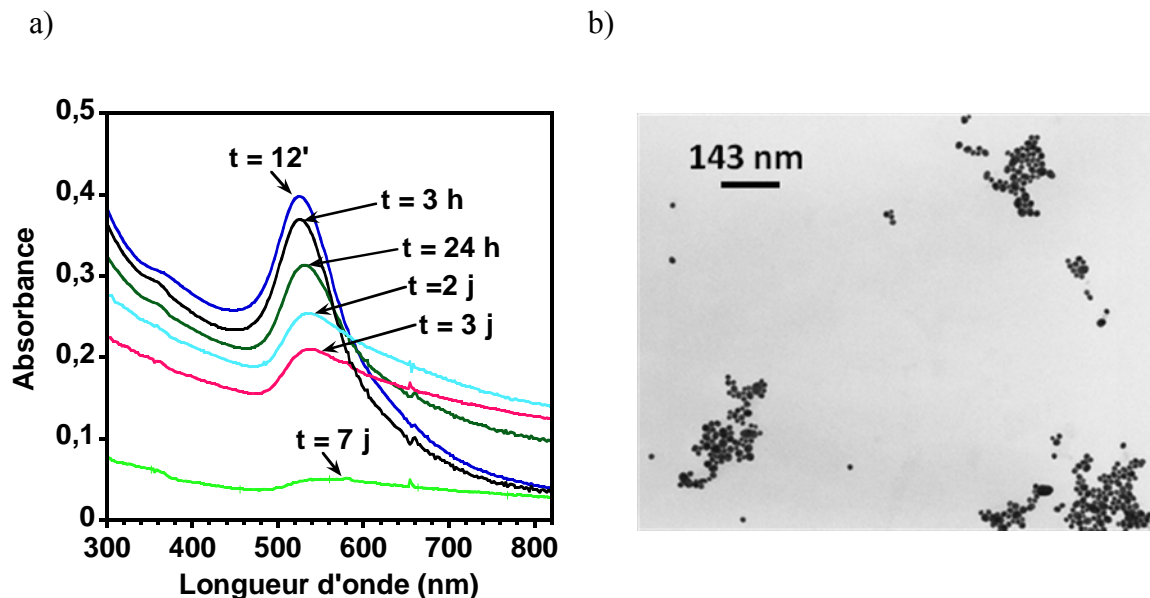 a)
b)
0,5
0,4
0,3
0,2
0,1
0
Absorbance
t = 12'
t = 3 h
t = 24 h
t =2 j
t = 3 j
t = 7 j
300 400 500 600 700 800
Longueur d'onde (nm)
143 nm